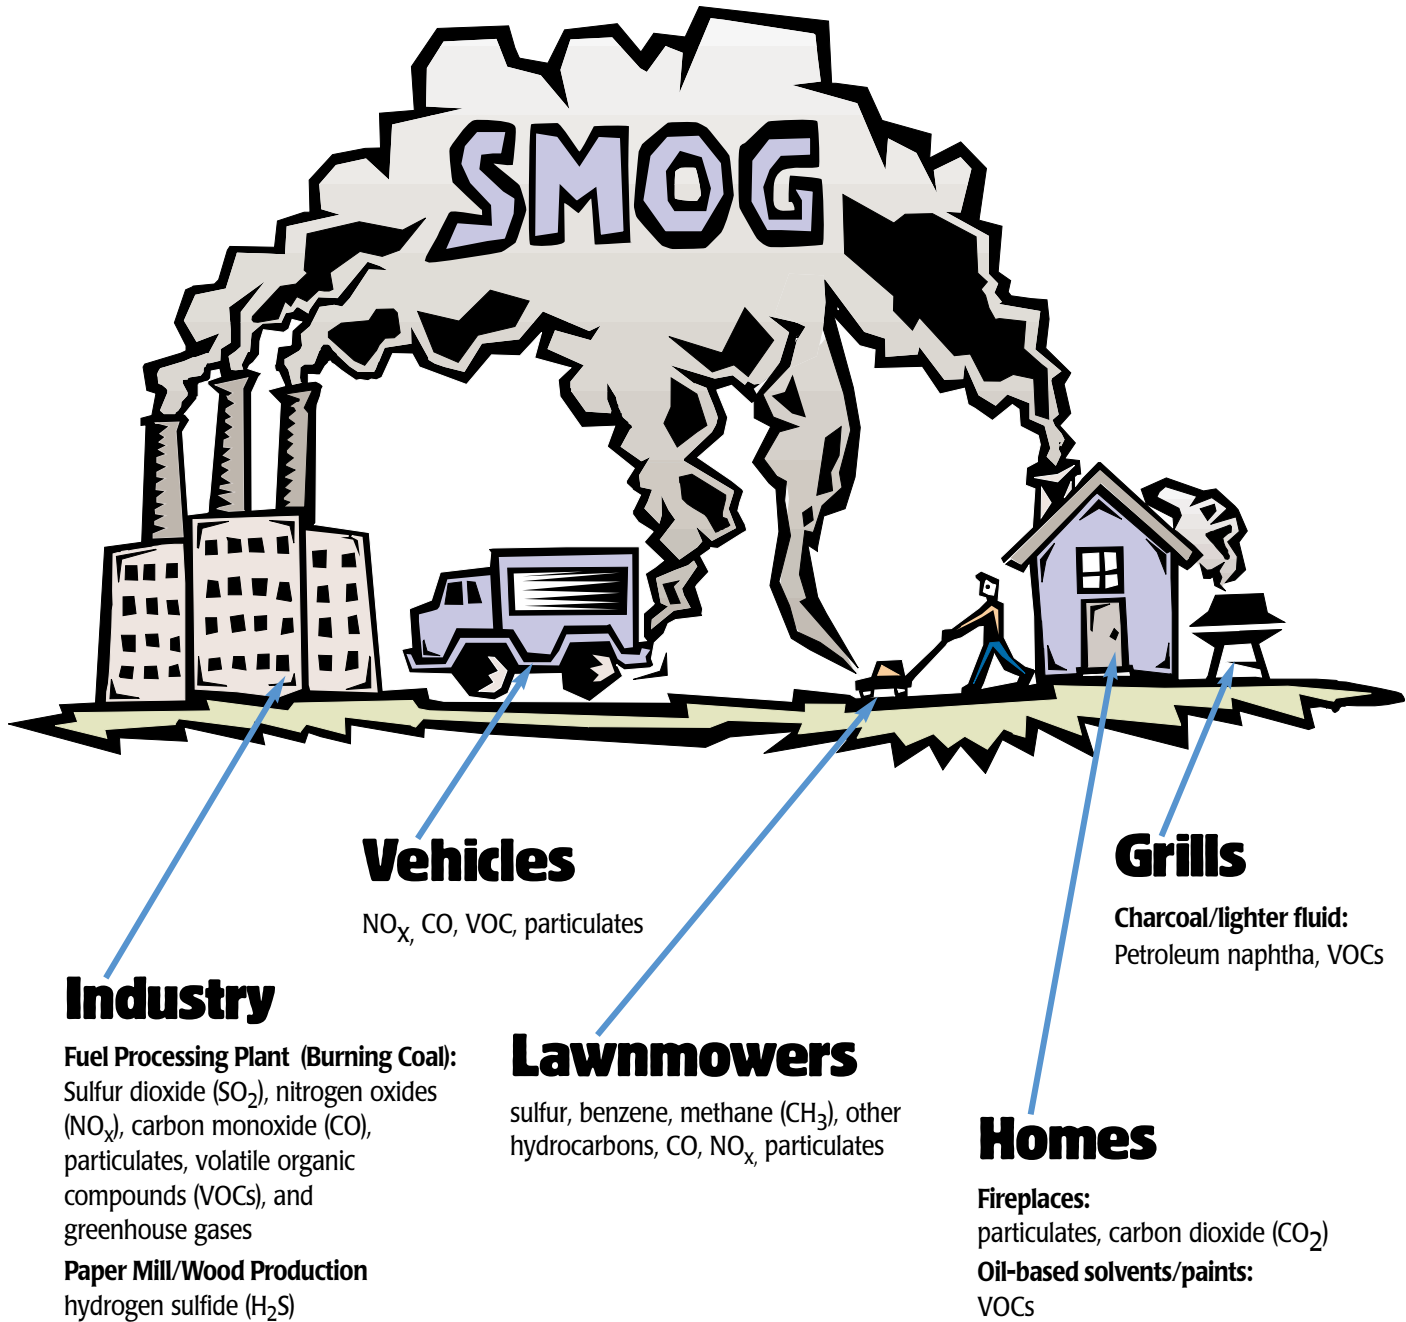 SMOG
Vehicles
NOx, CO, VOC, particulates
Grills
Charcoal/lighter fluid:
Petroleum naphtha, VOCs
Industry
Fuel Processing Plant (Burning Coal):
Sulfur dioxide (SO2), nitrogen oxides
(NOx), carbon monoxide (CO),
particulates, volatile organic
compounds (VOCs), and
greenhouse gases
Paper Mill/Wood Production
hydrogen sulfide (H2S)
Lawnmowers
sulfur, benzene, methane (CH3), other
hydrocarbons, CO, NOx, particulates
Homes
Fireplaces:
particulates, carbon dioxide (CO2)
Oil-based solvents/paints:
VOCs